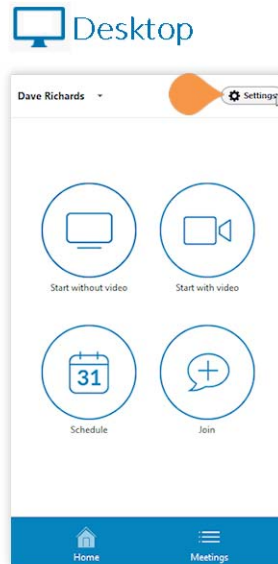 Desktop
Dave Richards
Settings
Start without video
Start with video
31
Schedule
Join
Home
Meetings